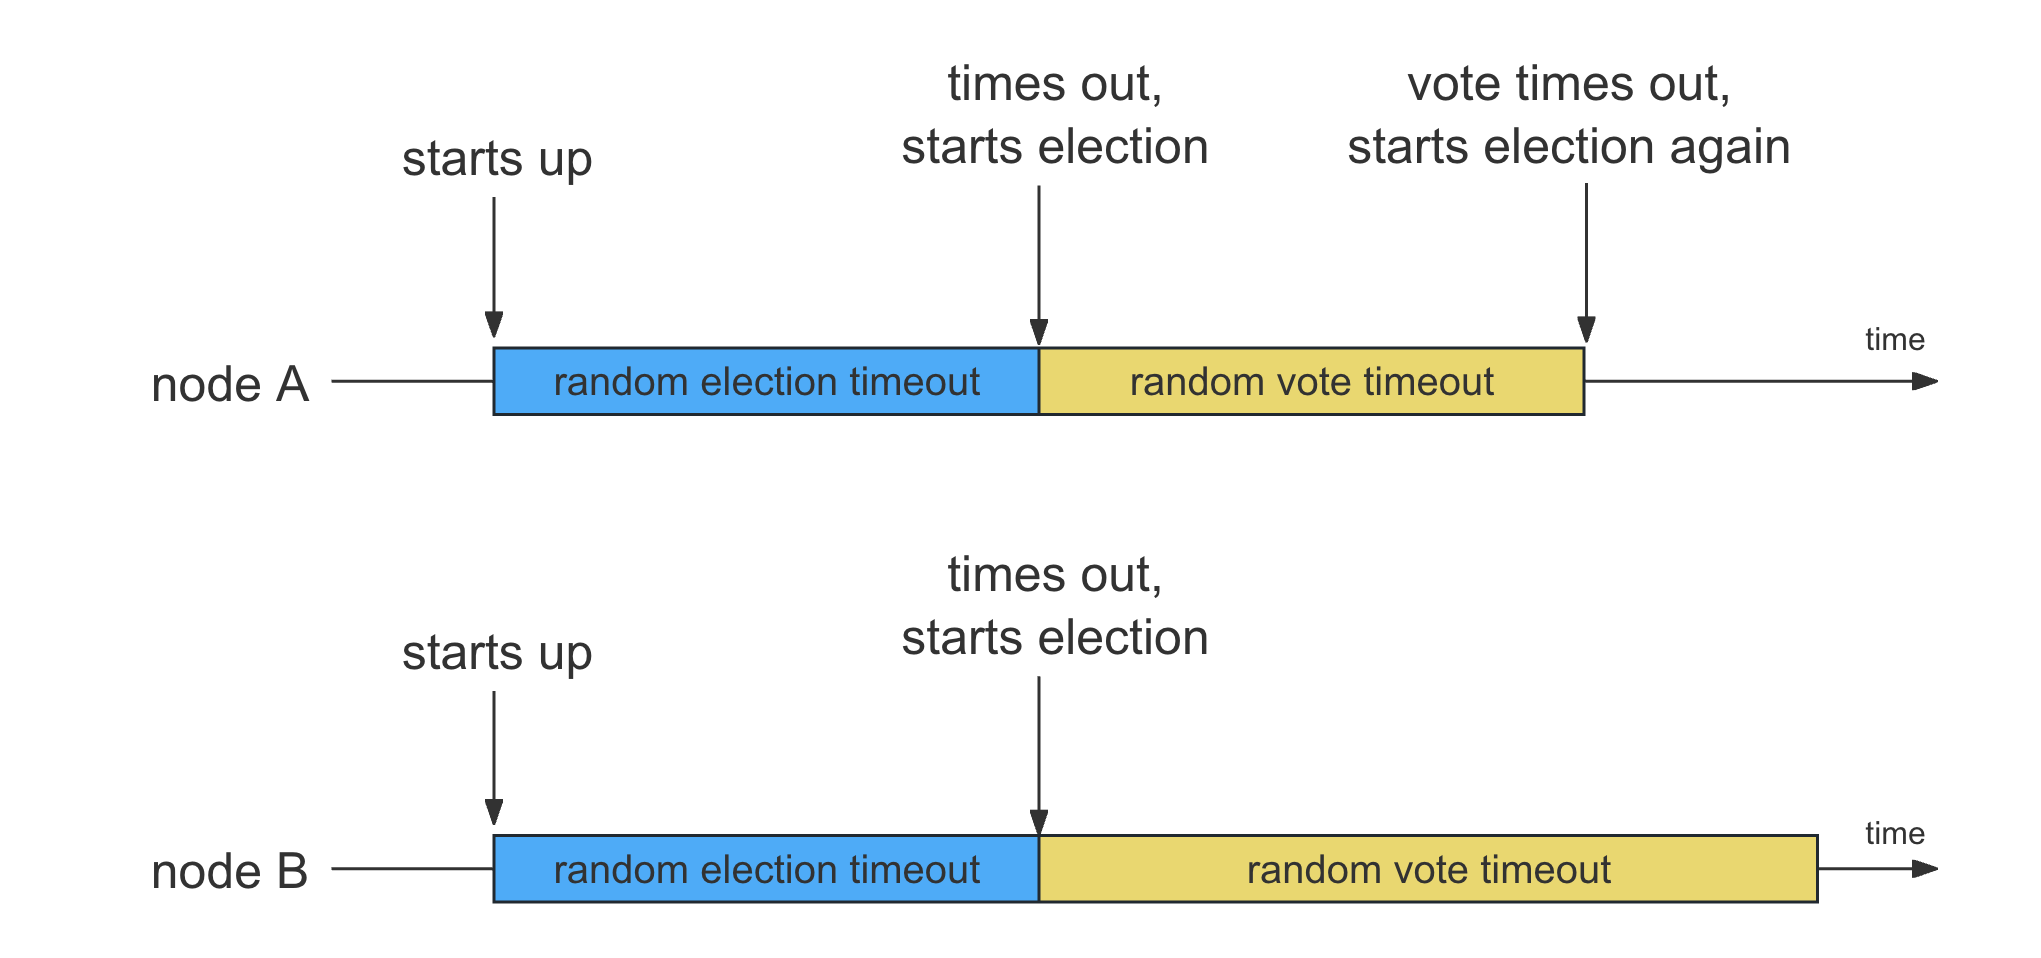 times out,
starts election
vote times out,
starts election again
starts up
time
node A
random election timeout
random vote timeout
times out,
starts election
starts up
time
node B
random election timeout
random vote timeout